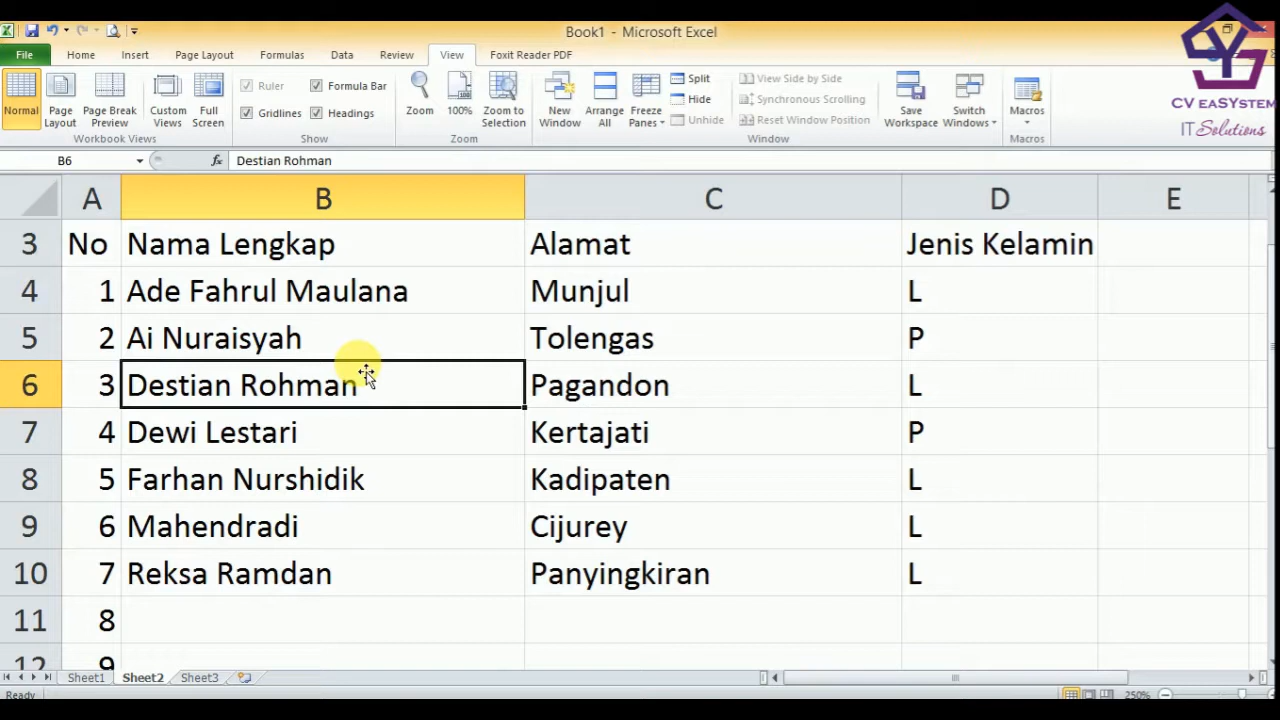 Book1 - Microsoft Excel
File Home Insert Page Layout Formulas Data Review View Foxit Reader PDF
Normal
Page Layout
Page Break Preview
Custom Views
Full Screen
Workbook Views
Ruler
Formula Bar
Gridlines
Headings
Show
Zoom
100%
Zoom to Selection
Zoom
New Window
Arrange All
Freeze Panes
Split
Hide
Unhide
View Side by Side
Synchronous Scrolling
Reset Window Position
Window
Save Workspace
Switch Windows
Macros
Macros
CV eaSYstem
IT Solutions
B6 fx Destian Rohman
A B C D E
3 No Nama Lengkap Alamat Jenis Kelamin
4 1 Ade Fahrul Maulana Munjul L
5 2 Ai Nuraisyah Tolengas P
6 3 Destian Rohman Pagandon L
7 4 Dewi Lestari Kertajati P
8 5 Farhan Nurshidik Kadipaten L
9 6 Mahendradi Cijurey L
10 7 Reksa Ramdan Panyingkiran L
11 8
12 9
Sheet1 Sheet2 Sheet3
Ready 250%